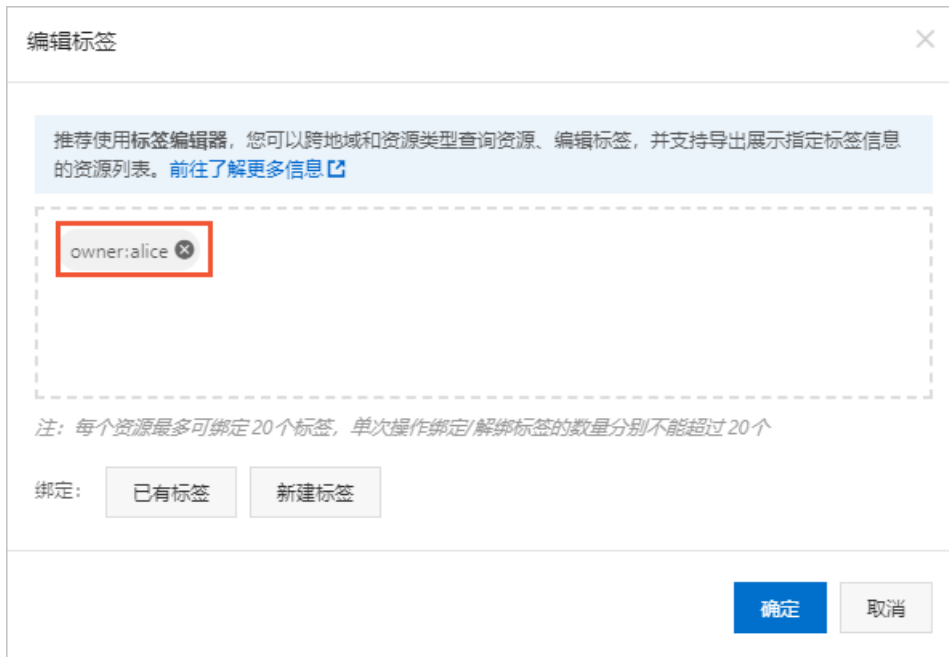 编辑标签
推荐使用标签编辑器，您可以跨地域和资源类型查询资源、编辑标签，并支持导出展示指定标签信息
的资源列表。前往了解更多信息
owner:alice
注：每个资源最多可绑定20个标签，单次操作绑定/解绑标签的数量分别不能超过20个
绑定： 已有标签 新建标签
确定 取消